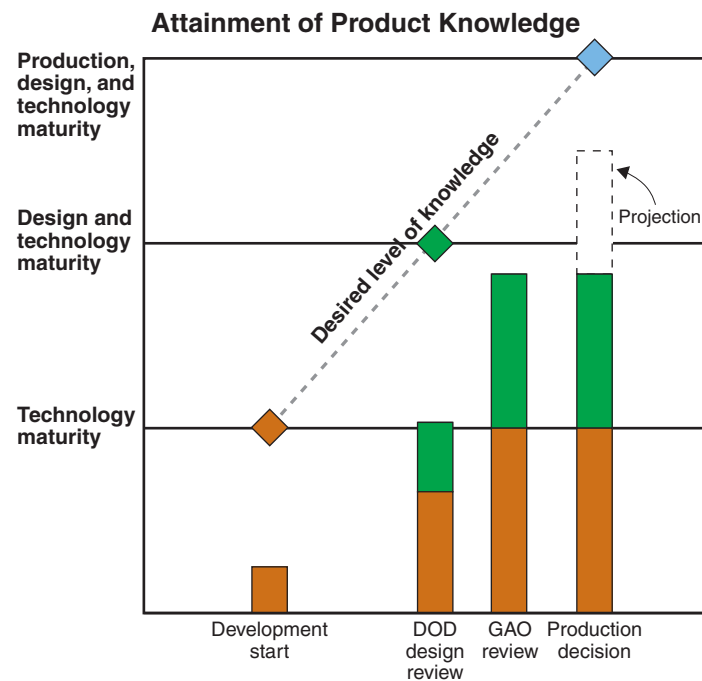 Attainment of Product Knowledge
Production,
design, and
technology
maturity
Design and
technology
maturity
Technology
maturity
Desired level of knowledge
Projection
Development
start
DOD
design
review
GAO
review
Production
decision